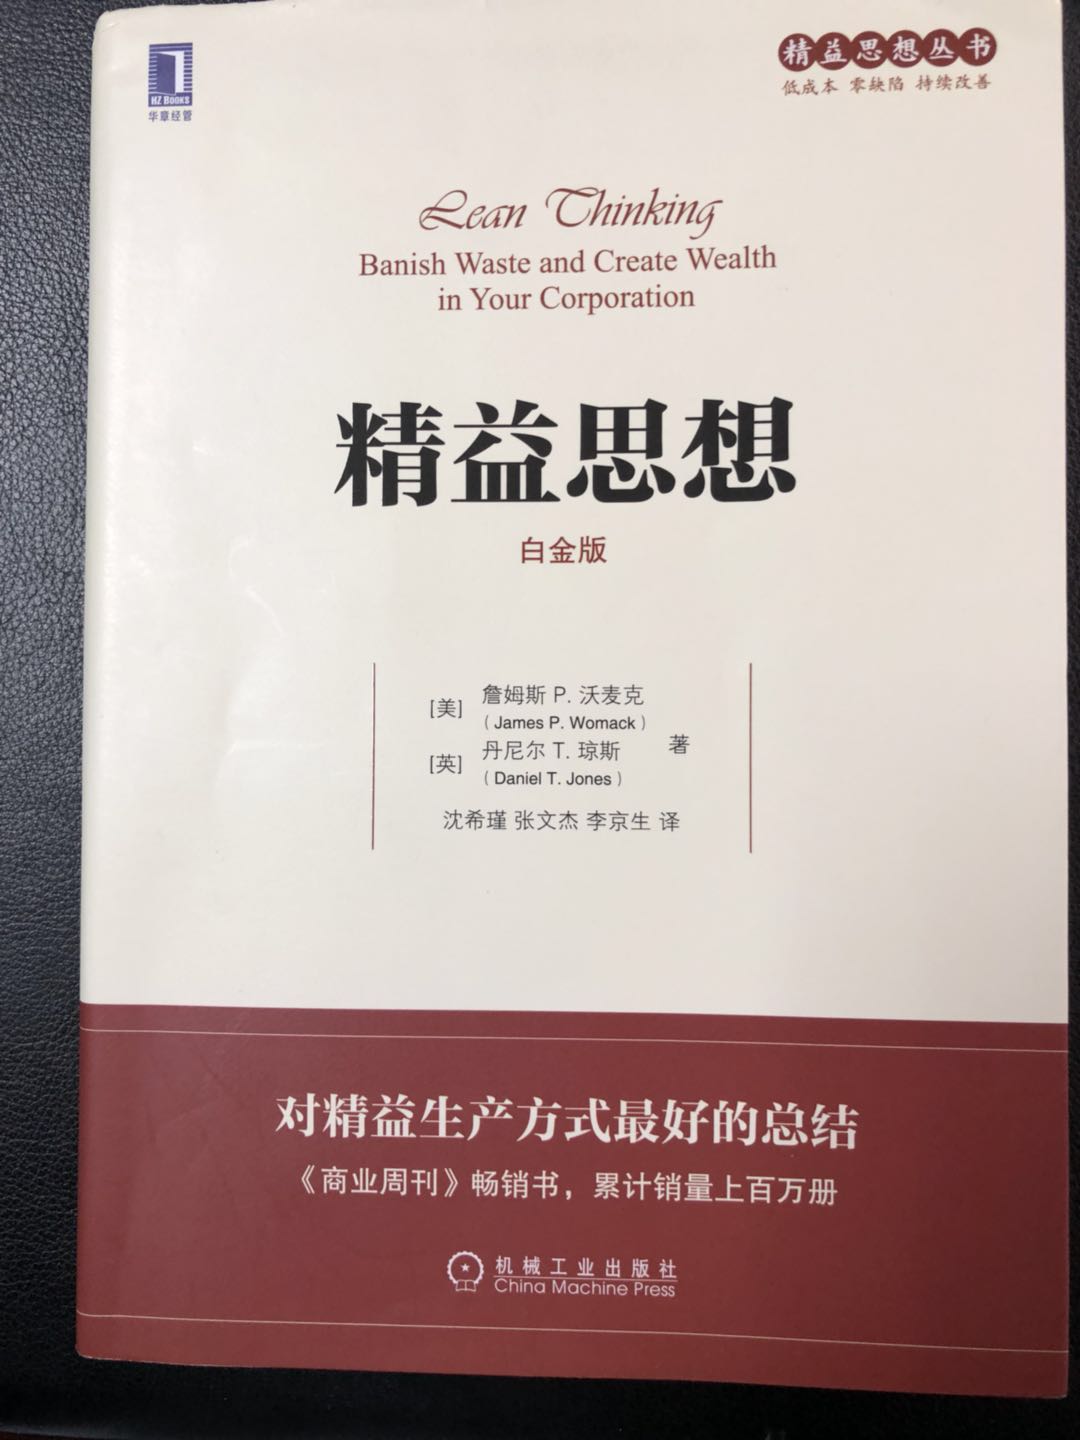 HZ BOOKS
华章经管
精益思想丛书
低成本 零缺陷 持续改善
Lean Thinking
Banish Waste and Create Wealth
in Your Corporation
精益思想
白金版
[美] 詹姆斯 P. 沃麦克
（James P. Womack）
[英] 丹尼尔 T. 琼斯 著
（Daniel T. Jones）
沈希瑾 张文杰 李京生 译
对精益生产方式最好的总结
《商业周刊》畅销书，累计销量上百万册
机械工业出版社
China Machine Press